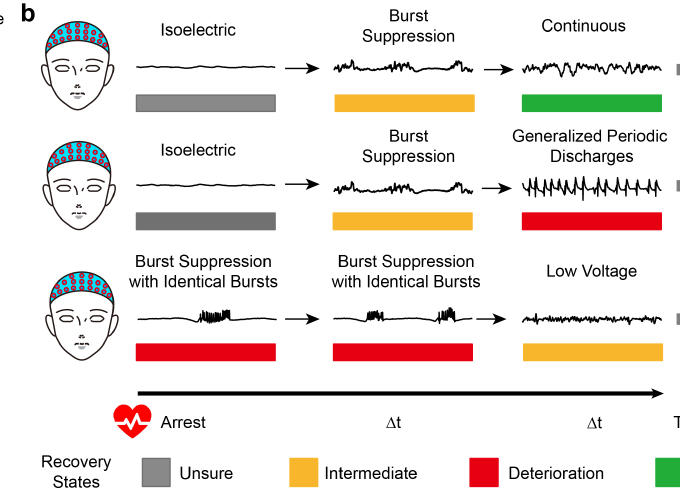 e
b
Isoelectric
Burst
Suppression
Continuous
Isoelectric
Burst
Suppression
Generalized Periodic
Discharges
Burst Suppression
with Identical Bursts
Burst Suppression
with Identical Bursts
Low Voltage
Arrest
Δt
Δt
T
Recovery
States
Unsure
Intermediate
Deterioration